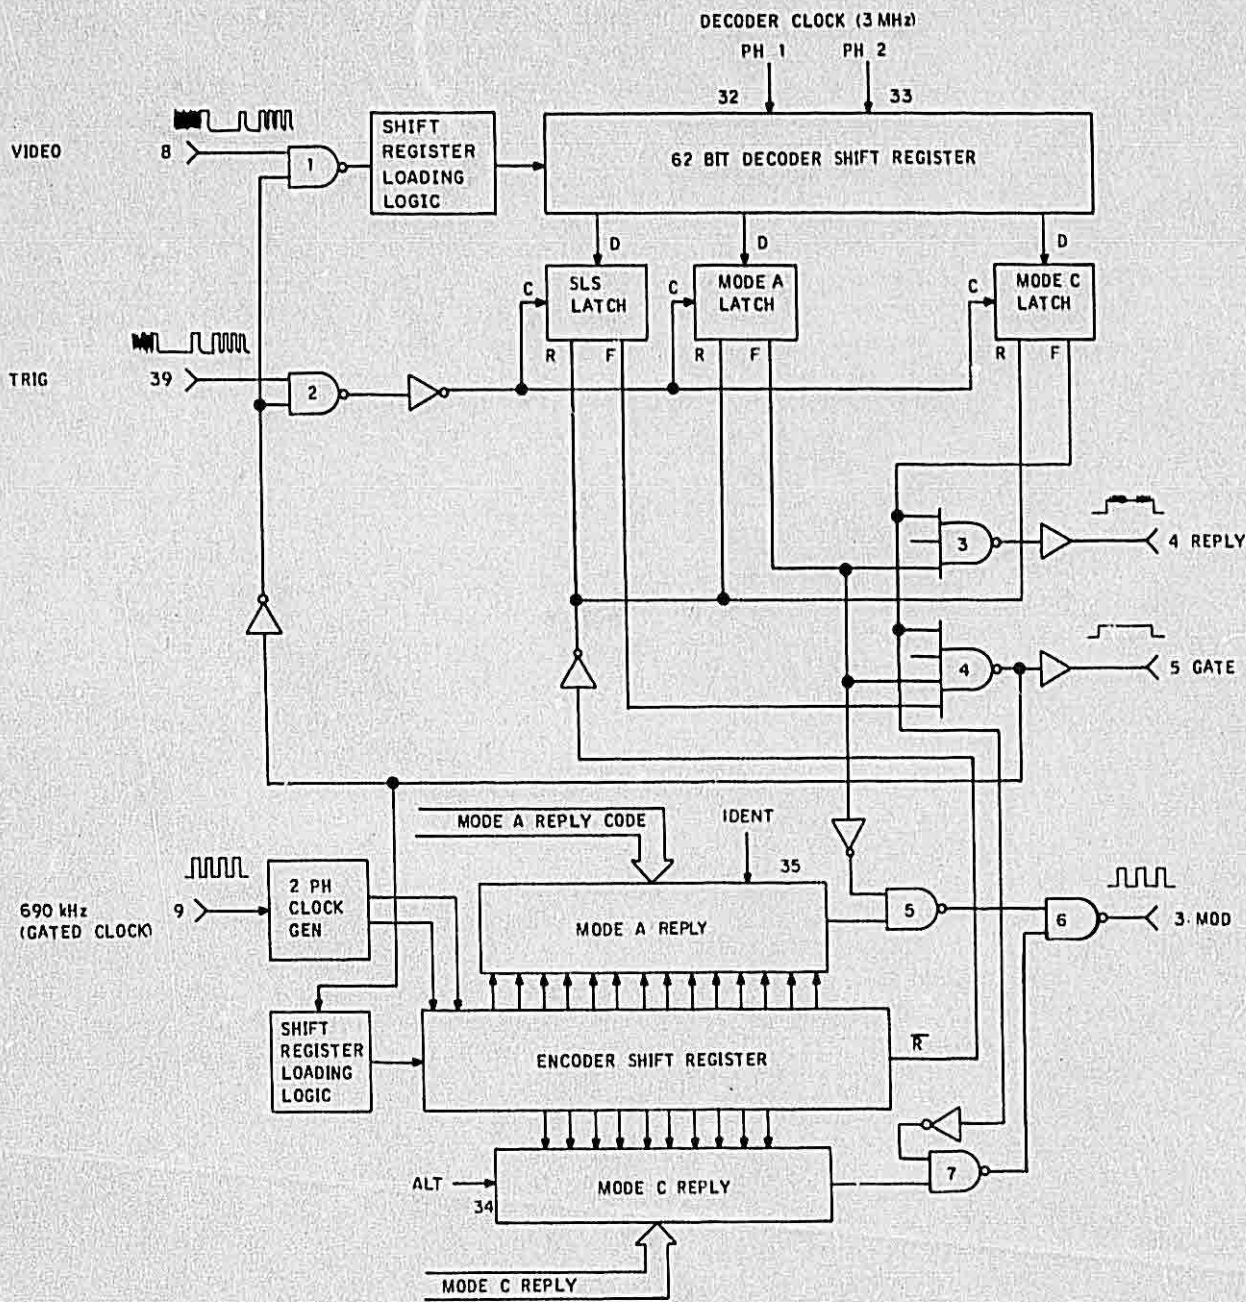 DECODER CLOCK (3 MHz)
PH 1
PH 2
32
33
VIDEO
8
1
SHIFT
REGISTER
LOADING
LOGIC
62 BIT DECODER SHIFT REGISTER
D
D
D
C
SLS
LATCH
C
MODE A
LATCH
C
MODE C
LATCH
R
F
R
F
R
F
TRIG
39
2
3
4 REPLY
4
5 GATE
MODE A REPLY CODE
IDENT
35
690 kHz
(GATED CLOCK)
9
2 PH
CLOCK
GEN
MODE A REPLY
5
6
3. MOD
SHIFT
REGISTER
LOADING
LOGIC
ENCODER SHIFT REGISTER
R̅
ALT
34
MODE C REPLY
7
MODE C REPLY